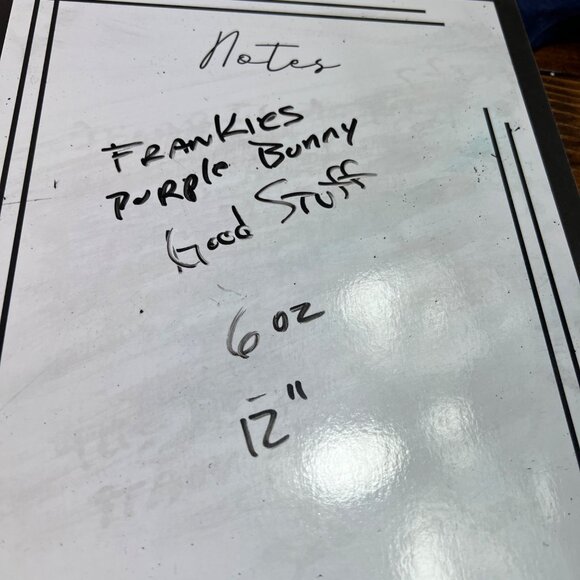 Notes
FRANKIES
PURPLE BUNNY
GOOD STUFF
6 OZ
12"